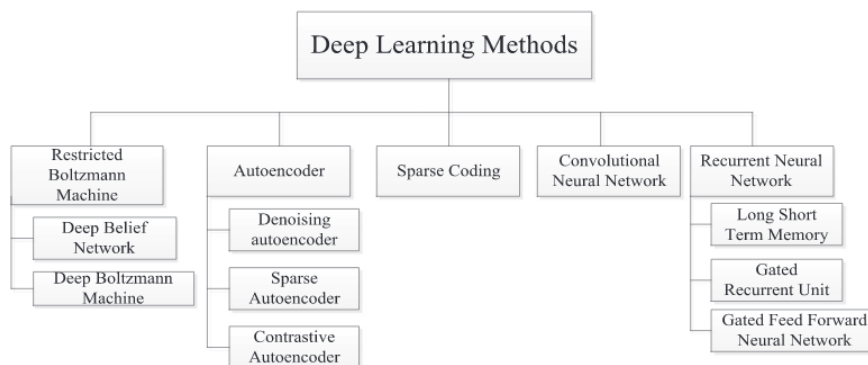 Deep Learning Methods
Restricted
Boltzmann
Machine
Deep Belief
Network
Deep Boltzmann
Machine
Autoencoder
Denoising
autoencoder
Sparse
Autoencoder
Contrastive
Autoencoder
Sparse Coding
Convolutional
Neural Network
Recurrent Neural
Network
Long Short
Term Memory
Gated
Recurrent Unit
Gated Feed Forward
Neural Network